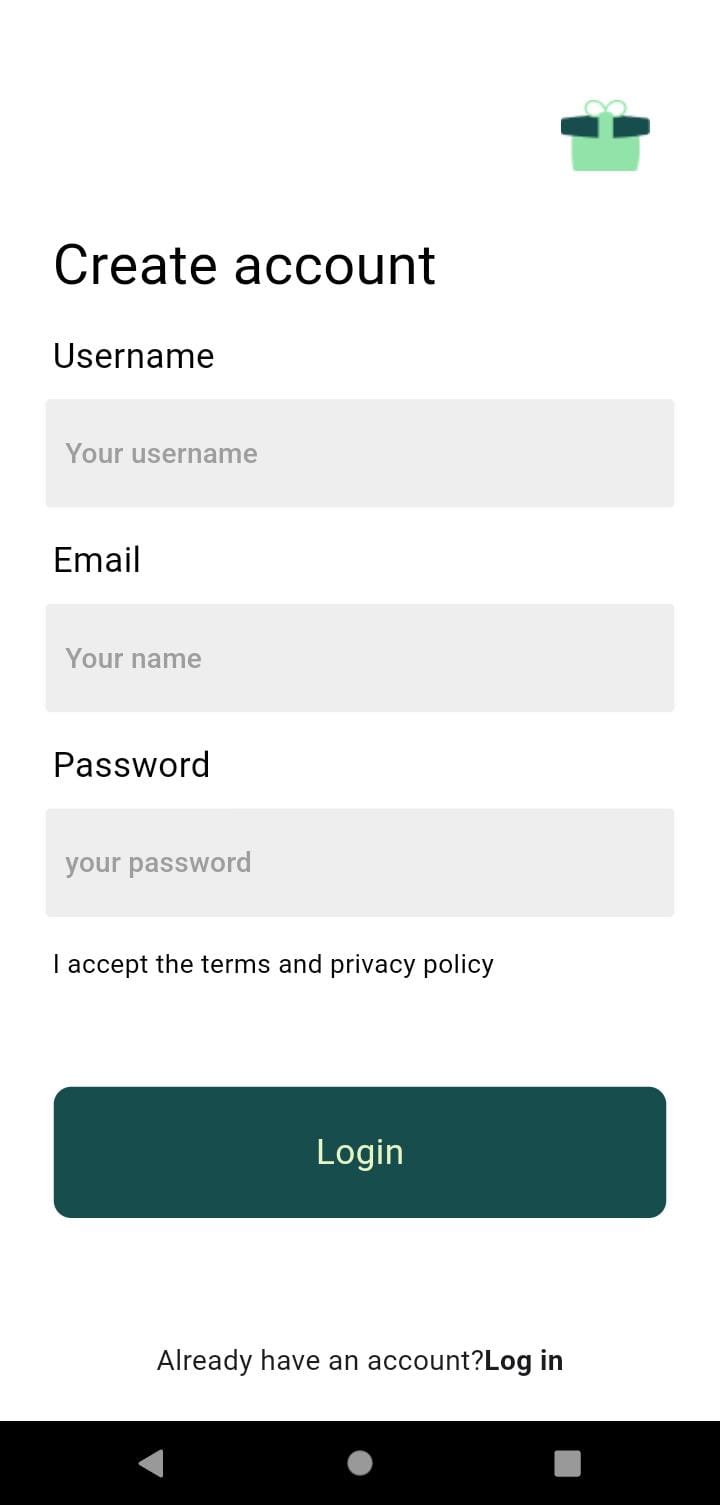 Create account
Username
Your username
Email
Your name
Password
your password
I accept the terms and privacy policy
Login
Already have an account?Log in